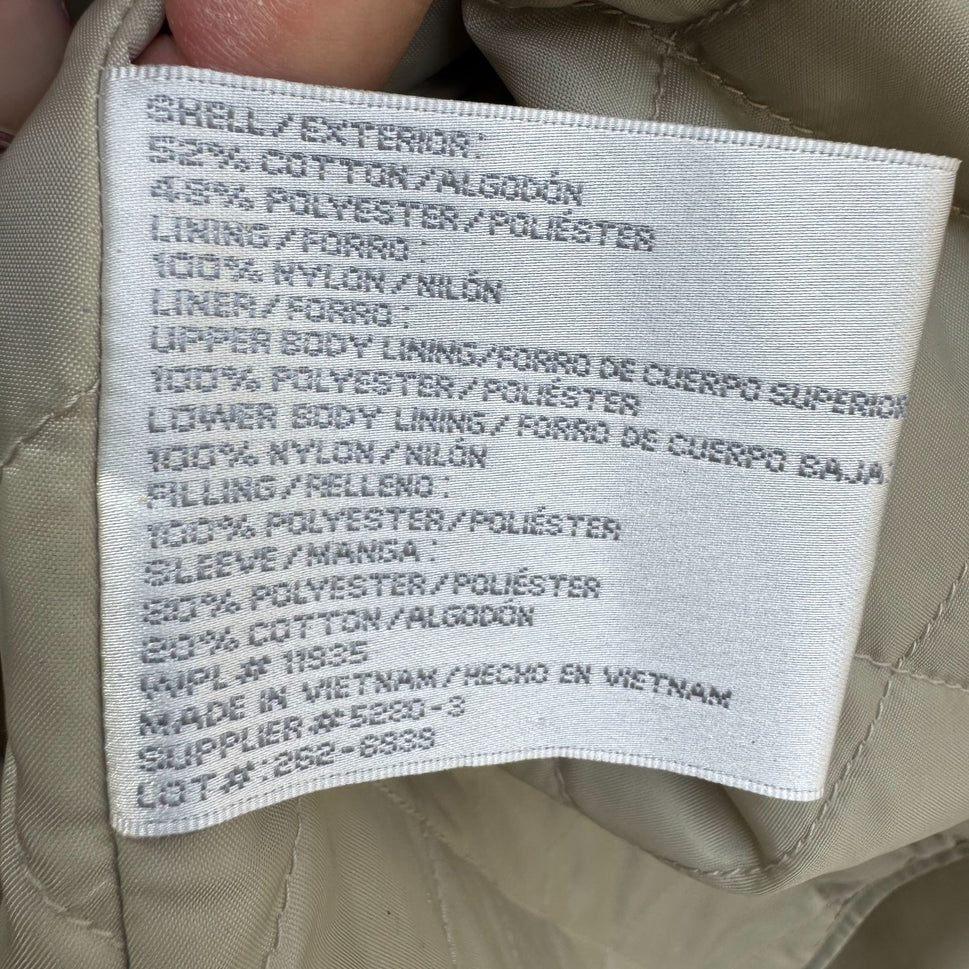 SHELL/EXTERIOR:
52% COTTON/ALGODÓN
48% POLYESTER/POLIÉSTER
LINING/FORRO:
100% NYLON/NILÓN
LINER/FORRO:
UPPER BODY LINING/FORRO DE CUERPO SUPERIOR
100% POLYESTER/POLIÉSTER
LOWER BODY LINING/FORRO DE CUERPO BAJA:
100% NYLON/NILÓN
FILLING/RELLENO:
100% POLYESTER/POLIÉSTER
SLEEVE/MANGA:
80% POLYESTER/POLIÉSTER
20% COTTON/ALGODÓN
WPL# 11935
MADE IN VIETNAM/HECHO EN VIETNAM
SUPPLIER #5280-3
LOT#: